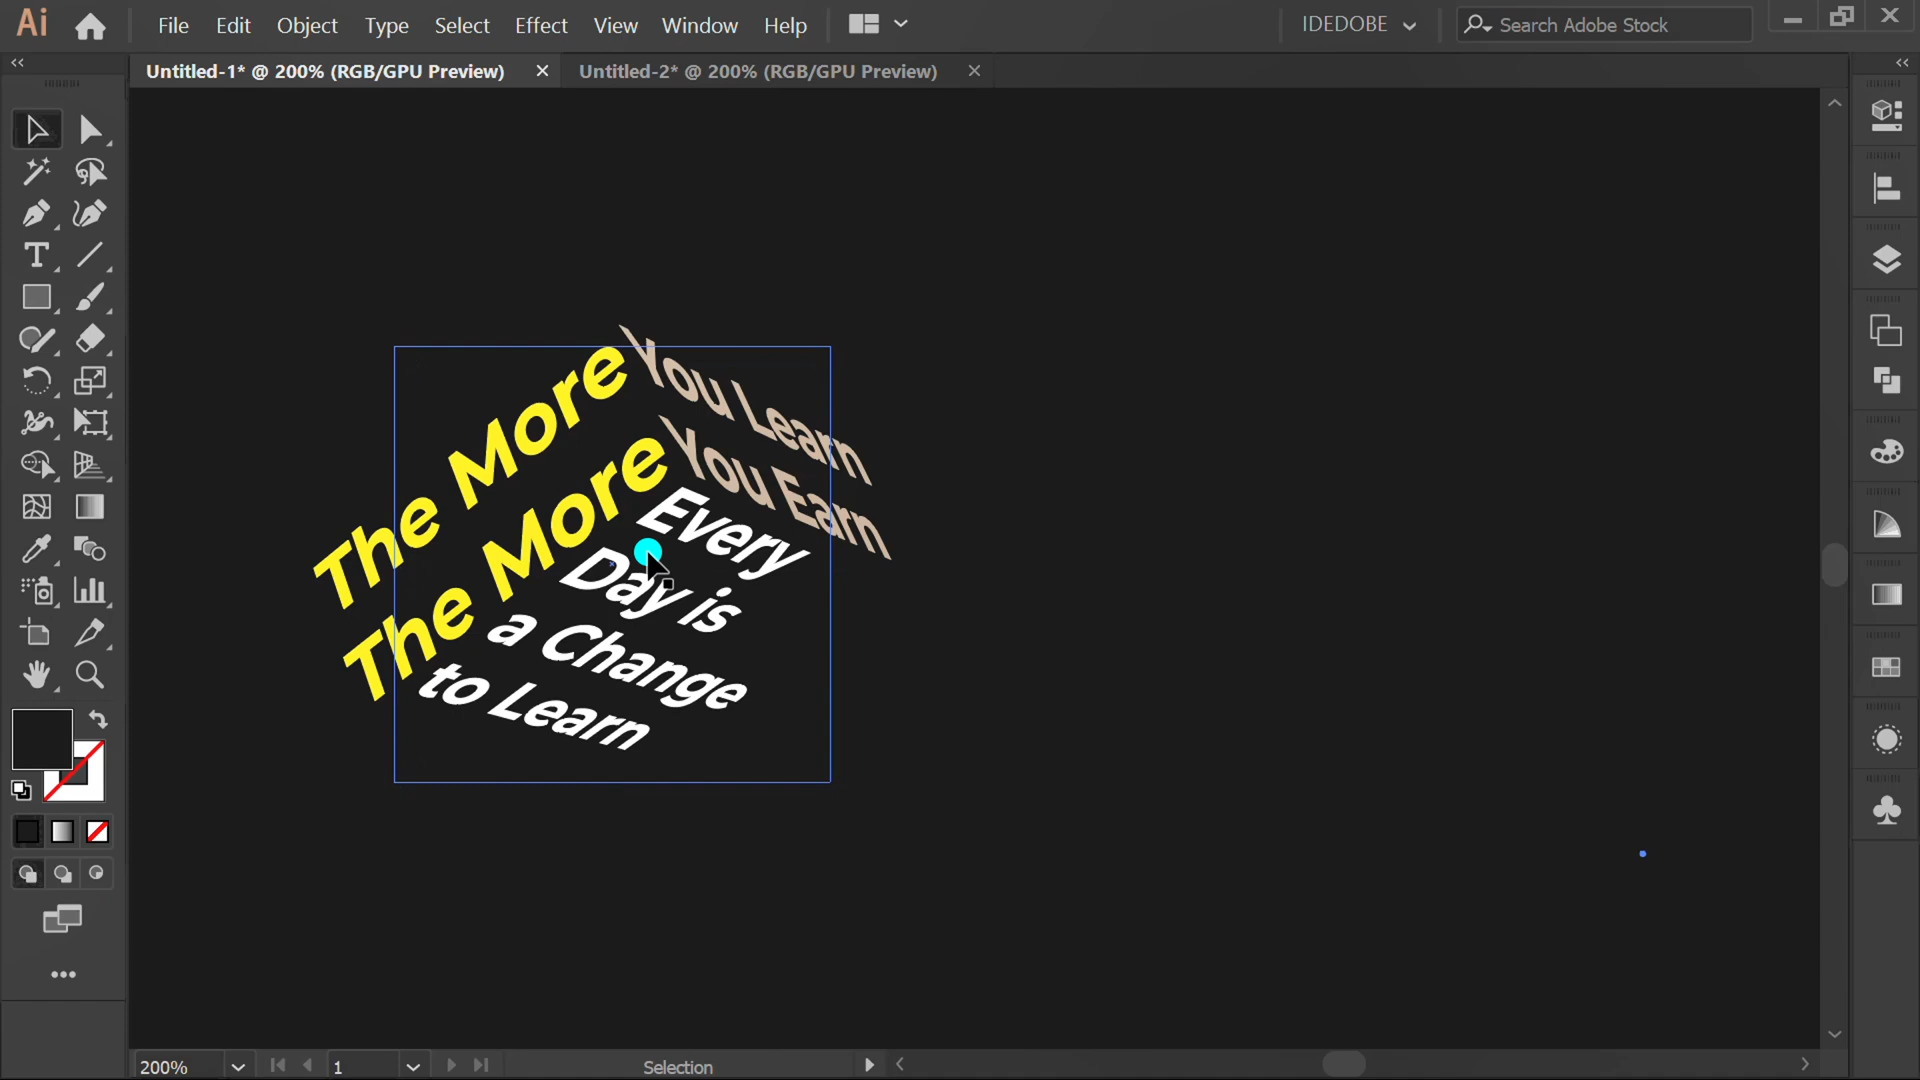 Ai
File Edit Object Type Select Effect View Window Help
IDEDOBE
Search Adobe Stock
Untitled-1* @ 200% (RGB/GPU Preview)
Untitled-2* @ 200% (RGB/GPU Preview)
The More You Learn
The More You Earn
Every
Day is
a Change
to Learn
200%
1
Selection